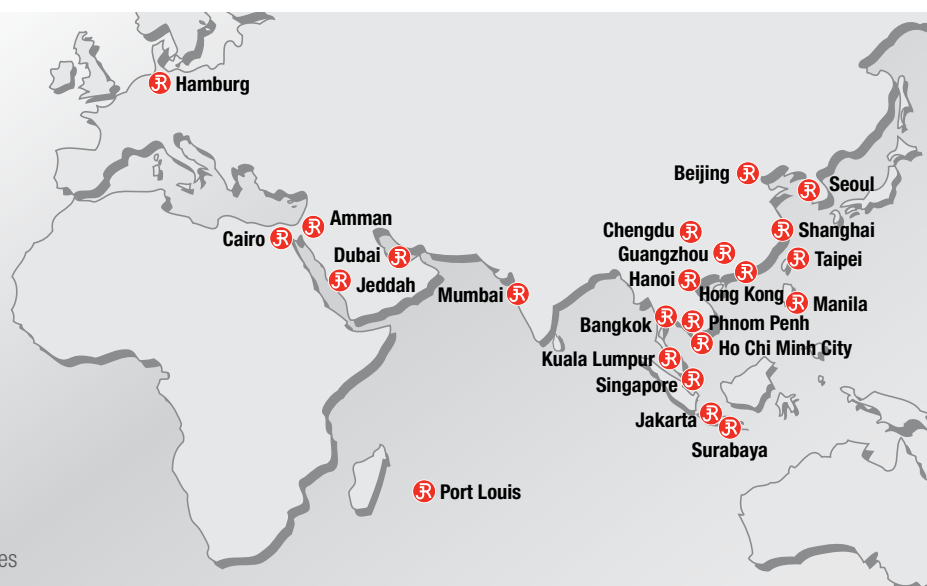 Hamburg
Beijing
Seoul
Amman
Cairo
Chengdu
Shanghai
Guangzhou
Dubai
Taipei
Hanoi
Jeddah
Mumbai
Hong Kong
Manila
Bangkok
Phnom Penh
Ho Chi Minh City
Kuala Lumpur
Singapore
Jakarta
Surabaya
Port Louis
es